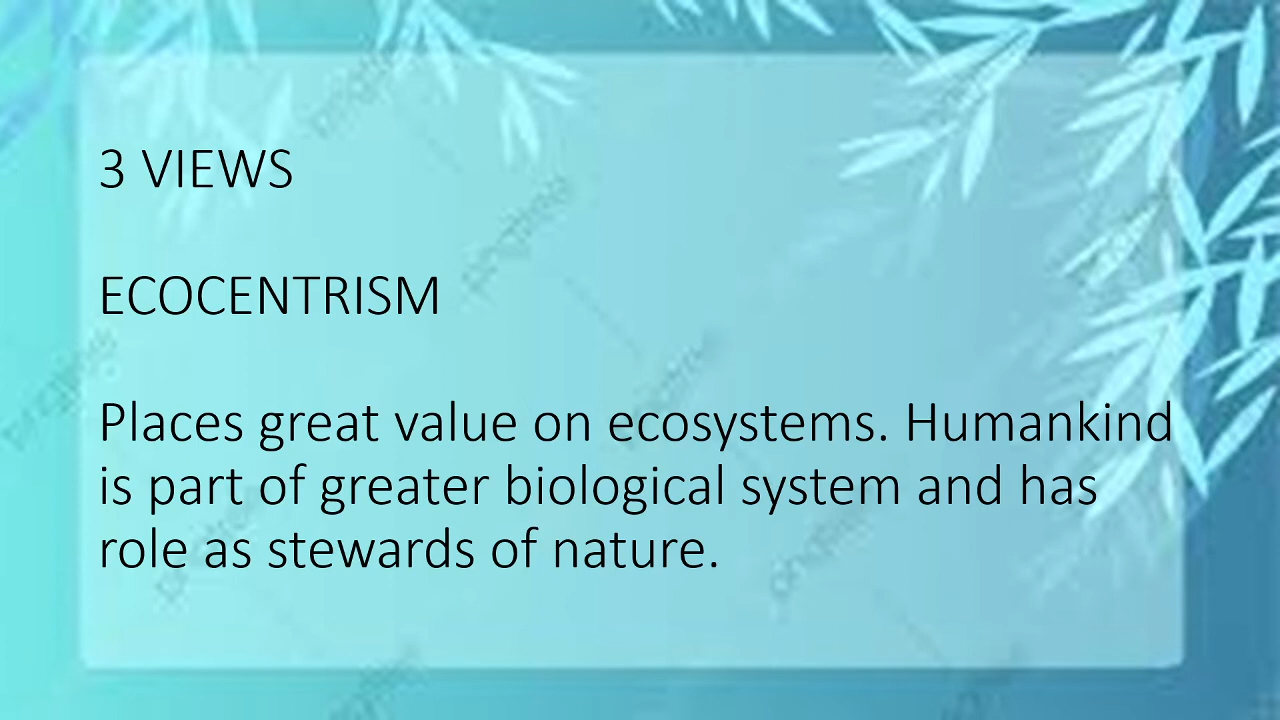 3 VIEWS
ECOCENTRISM
Places great value on ecosystems. Humankind
is part of greater biological system and has
role as stewards of nature.